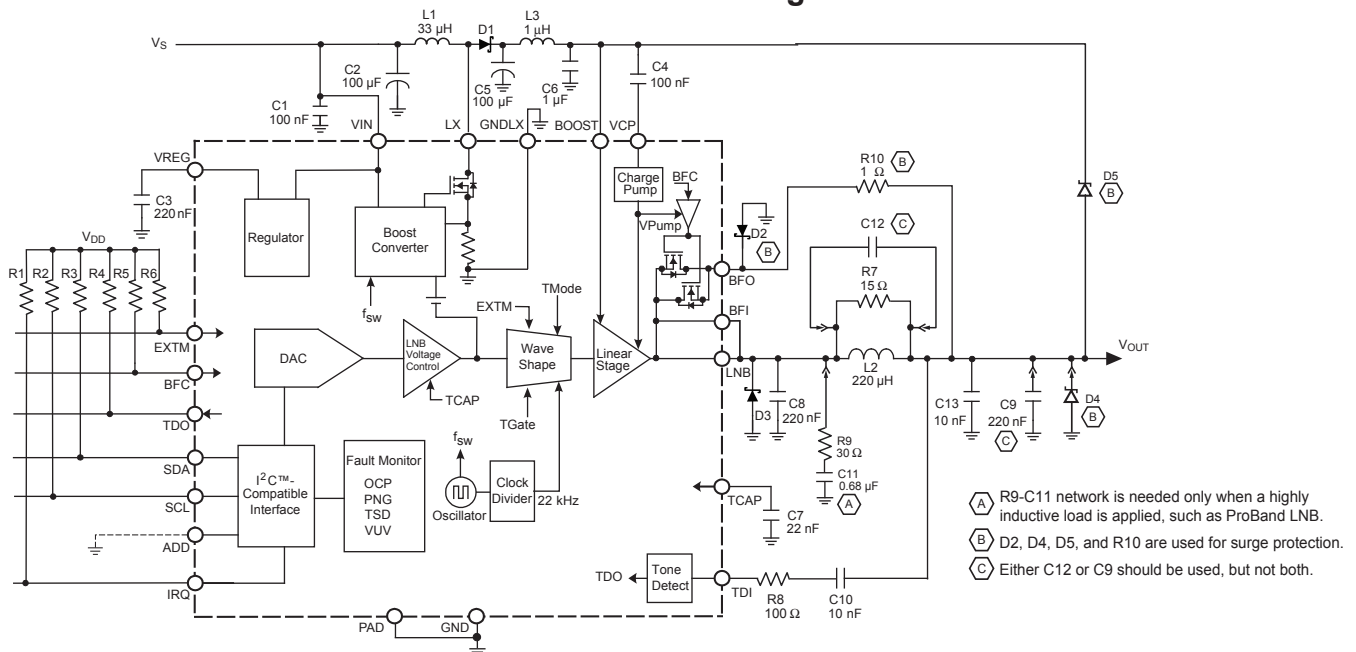 g
L1
33 µH
D1
L3
1 µH
VS
C2
100 µF
C5
100 µF
C6
1 µF
C4
100 nF
C1
100 nF
VIN
LX
GNDLX
BOOST
VCP
VREG
C3
220 nF
VDD
R1
R2
R3
R4
R5
R6
Regulator
Boost
Converter
fsw
Charge
Pump
BFC
VPump
D2
B
BFO
R10
1 Ω
B
C12
C
R7
15 Ω
D5
B
EXTM
BFC
TDO
SDA
SCL
ADD
IRQ
DAC
LNB
Voltage
Control
TCAP
EXTM
TMode
Wave
Shape
TGate
Linear
Stage
BFI
LNB
L2
220 µH
VOUT
D3
C8
220 nF
R9
30 Ω
C11
0.68 µF
A
C13
10 nF
C9
220 nF
C
D4
B
I2C™-
Compatible
Interface
Fault Monitor
OCP
PNG
TSD
VUV
fsw
Oscillator
Clock
Divider
22 kHz
TCAP
C7
22 nF
TDO
Tone
Detect
TDI
R8
100 Ω
C10
10 nF
PAD
GND
A R9-C11 network is needed only when a highly
inductive load is applied, such as ProBand LNB.
B D2, D4, D5, and R10 are used for surge protection.
C Either C12 or C9 should be used, but not both.